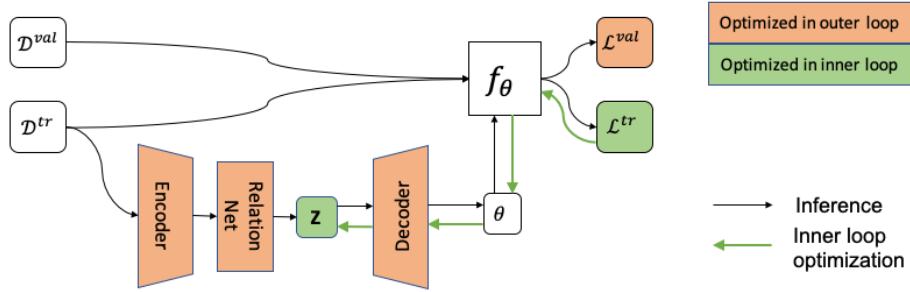 𝒟^val
ℒ^val
Optimized in outer loop
Optimized in inner loop
f_θ
𝒟^tr
ℒ^tr
Encoder
Relation
Net
z
Decoder
θ
Inference
Inner loop
optimization